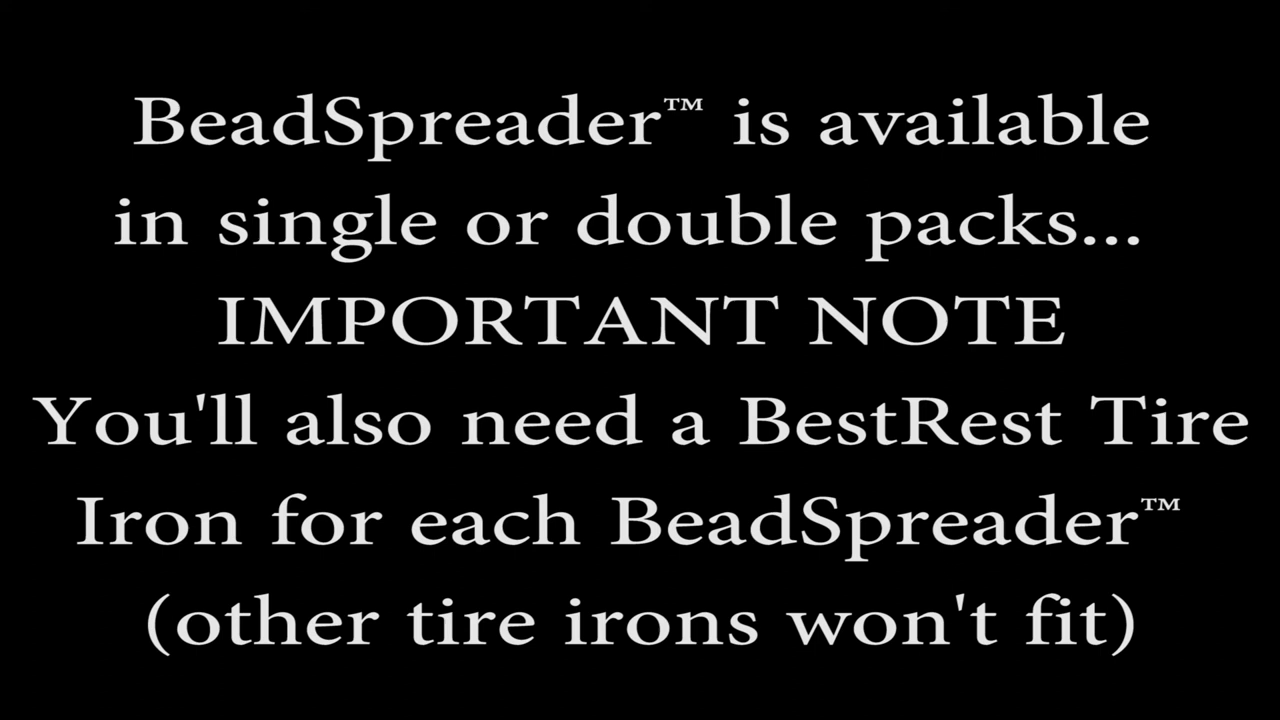 BeadSpreader™ is available
in single or double packs...
IMPORTANT NOTE
You'll also need a BestRest Tire
Iron for each BeadSpreader™
(other tire irons won't fit)